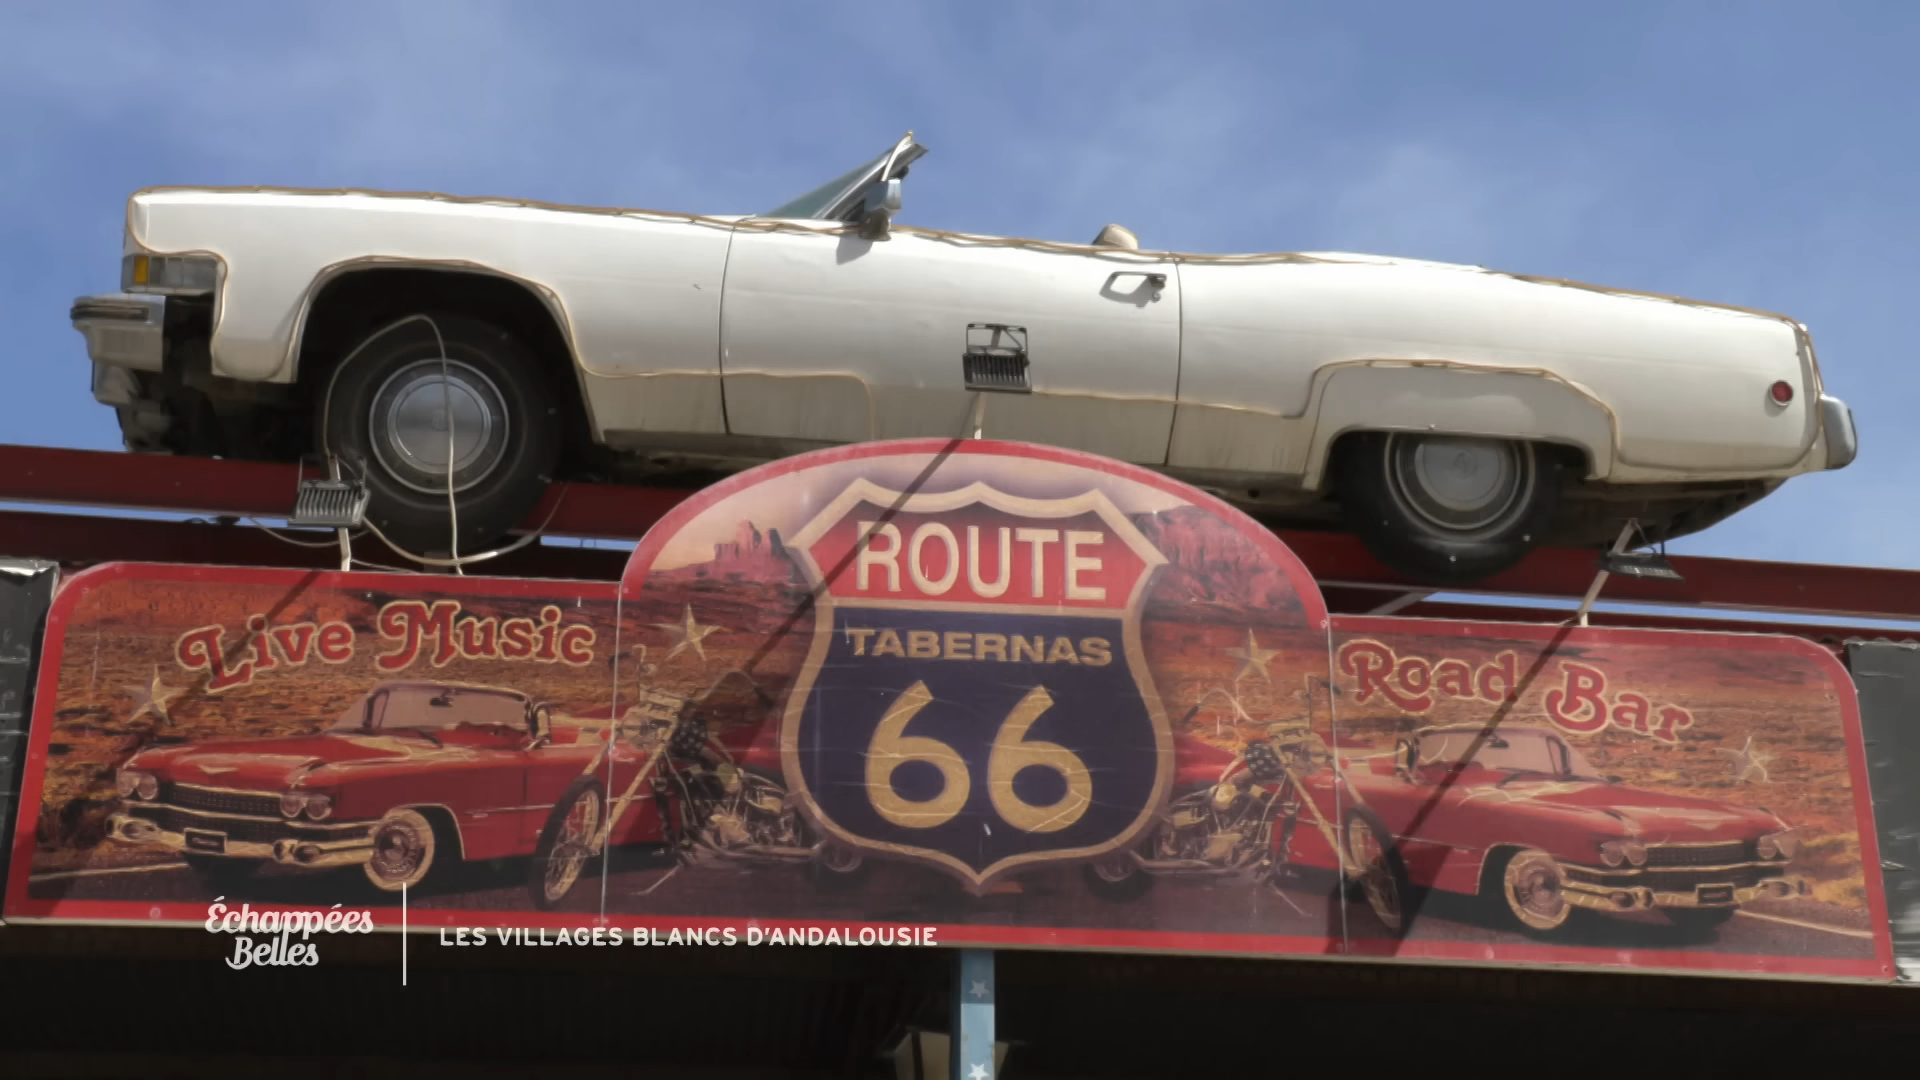 Live Music
ROUTE
TABERNAS
66
Road Bar
Échappées
Belles
LES VILLAGES BLANCS D'ANDALOUSIE